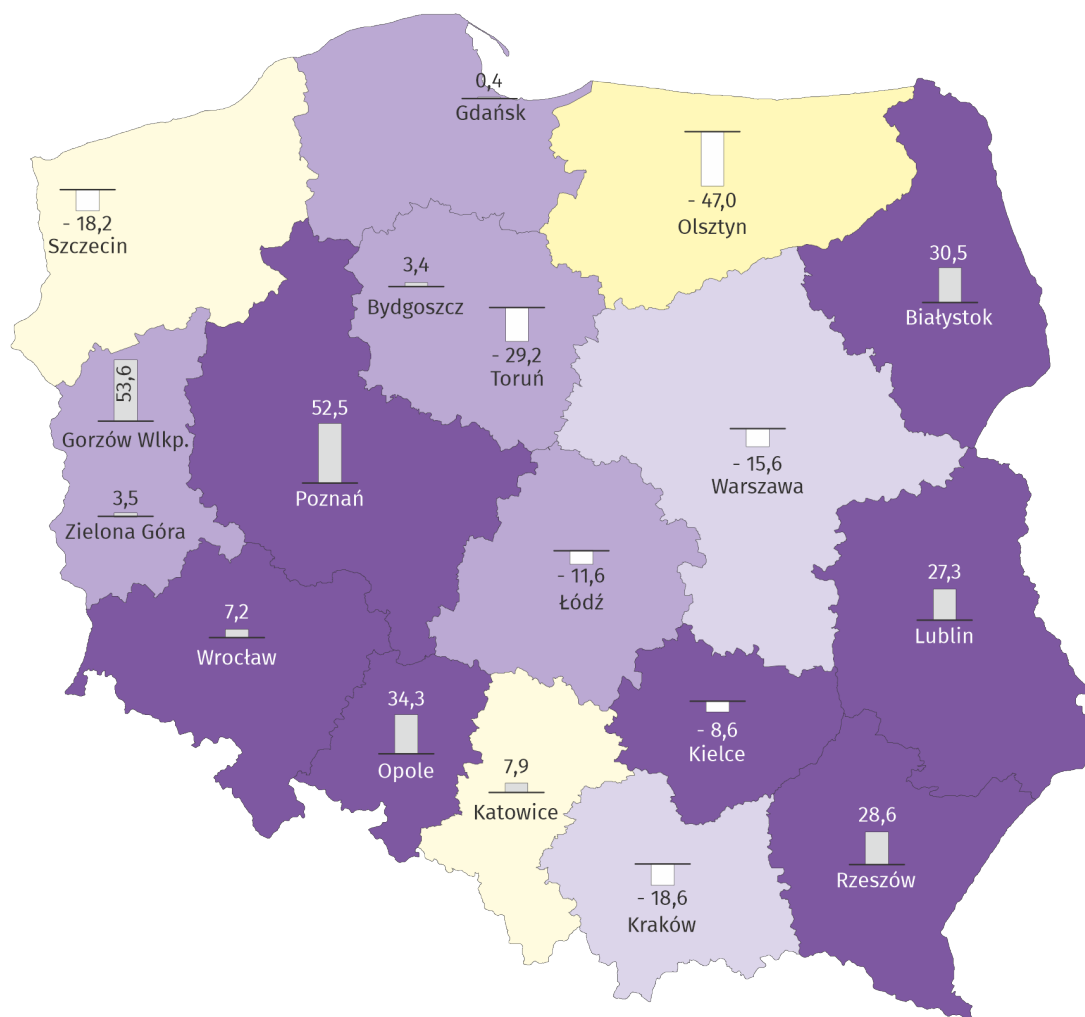 0,4
Gdańsk
- 18,2
Szczecin
- 47,0
Olsztyn
30,5
Białystok
3,4
Bydgoszcz
- 29,2
Toruń
53,6
Gorzów Wlkp.
3,5
Zielona Góra
52,5
Poznań
- 15,6
Warszawa
- 11,6
Łódź
27,3
Lublin
7,2
Wrocław
34,3
Opole
7,9
Katowice
- 8,6
Kielce
- 18,6
Kraków
28,6
Rzeszów